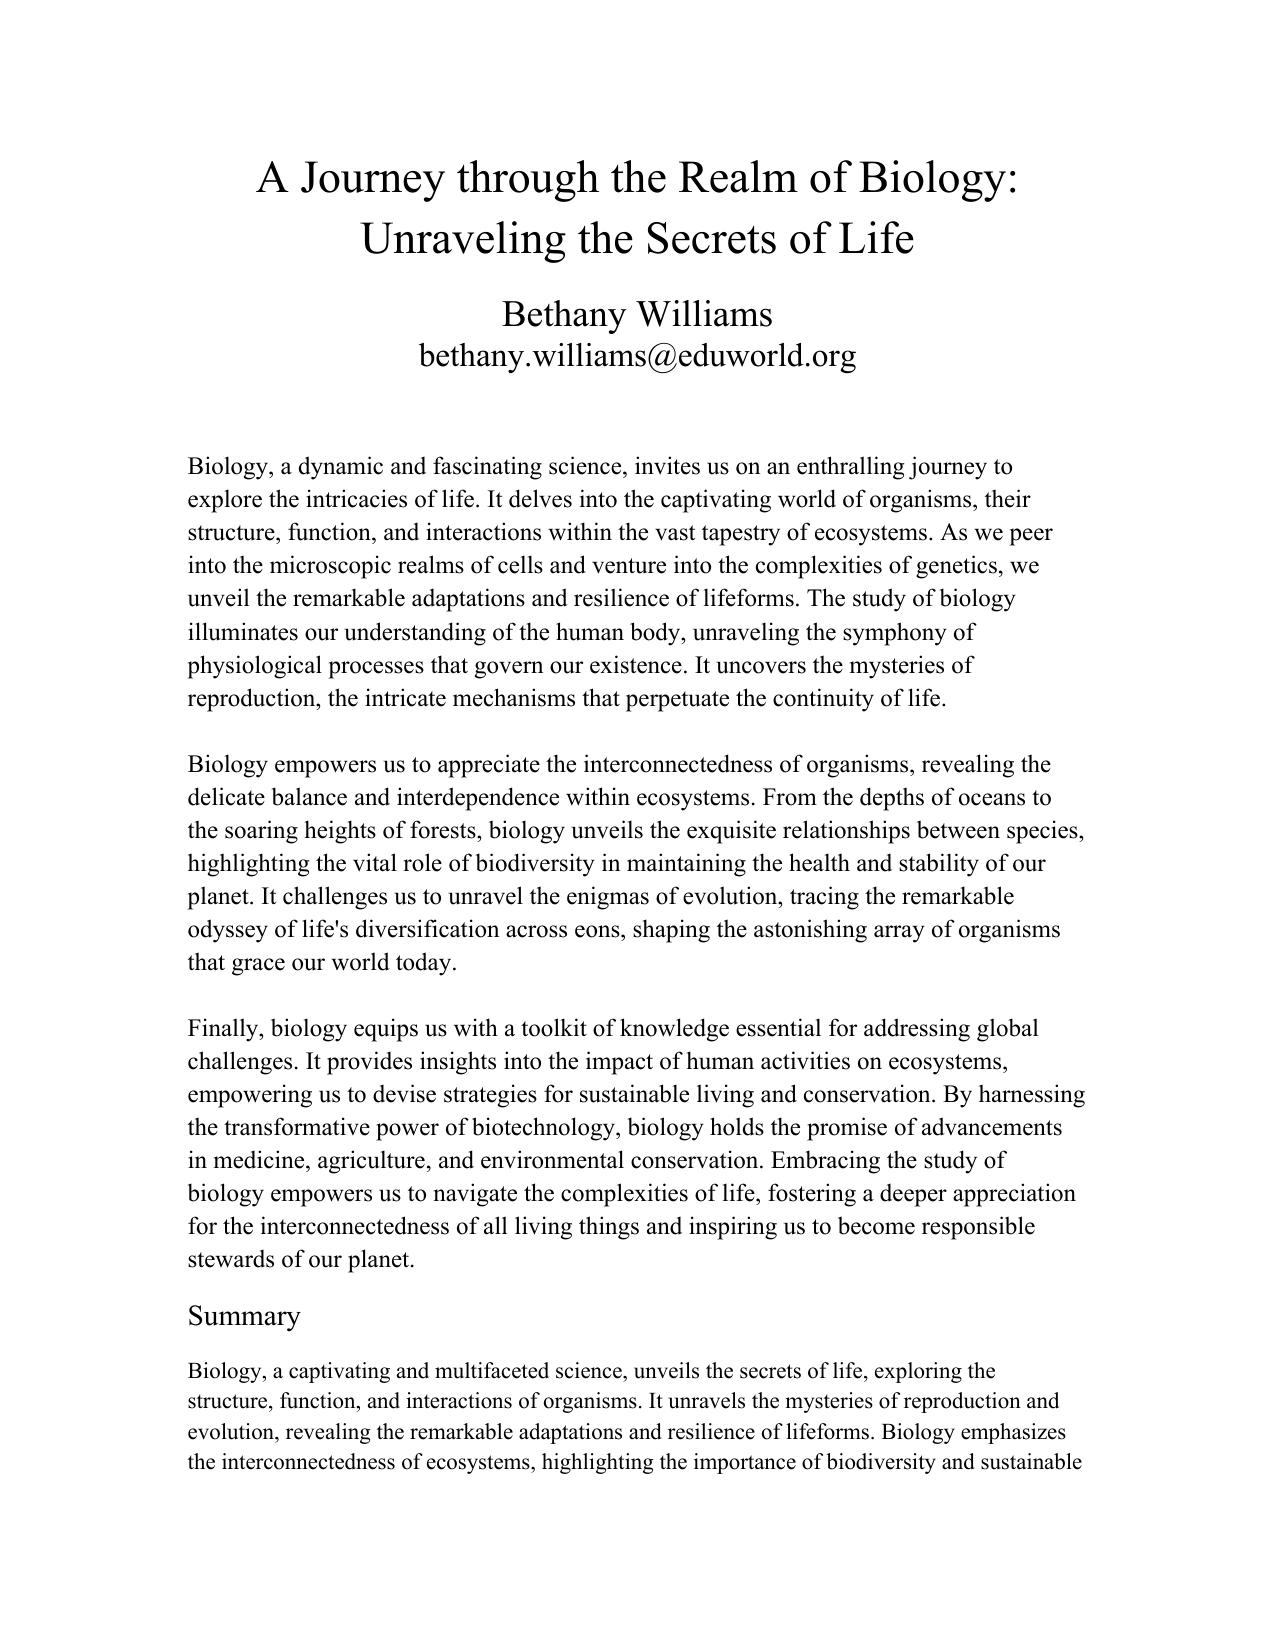 A Journey through the Realm of Biology:
Unraveling the Secrets of Life
Bethany Williams
bethany.williams@eduworld.org
Biology, a dynamic and fascinating science, invites us on an enthralling journey to
explore the intricacies of life. It delves into the captivating world of organisms, their
structure, function, and interactions within the vast tapestry of ecosystems. As we peer
into the microscopic realms of cells and venture into the complexities of genetics, we
unveil the remarkable adaptations and resilience of lifeforms. The study of biology
illuminates our understanding of the human body, unraveling the symphony of
physiological processes that govern our existence. It uncovers the mysteries of
reproduction, the intricate mechanisms that perpetuate the continuity of life.
Biology empowers us to appreciate the interconnectedness of organisms, revealing the
delicate balance and interdependence within ecosystems. From the depths of oceans to
the soaring heights of forests, biology unveils the exquisite relationships between species,
highlighting the vital role of biodiversity in maintaining the health and stability of our
planet. It challenges us to unravel the enigmas of evolution, tracing the remarkable
odyssey of life's diversification across eons, shaping the astonishing array of organisms
that grace our world today.
Finally, biology equips us with a toolkit of knowledge essential for addressing global
challenges. It provides insights into the impact of human activities on ecosystems,
empowering us to devise strategies for sustainable living and conservation. By harnessing
the transformative power of biotechnology, biology holds the promise of advancements
in medicine, agriculture, and environmental conservation. Embracing the study of
biology empowers us to navigate the complexities of life, fostering a deeper appreciation
for the interconnectedness of all living things and inspiring us to become responsible
stewards of our planet.
Summary
Biology, a captivating and multifaceted science, unveils the secrets of life, exploring the
structure, function, and interactions of organisms. It unravels the mysteries of reproduction and
evolution, revealing the remarkable adaptations and resilience of lifeforms. Biology emphasizes
the interconnectedness of ecosystems, highlighting the importance of biodiversity and sustainable